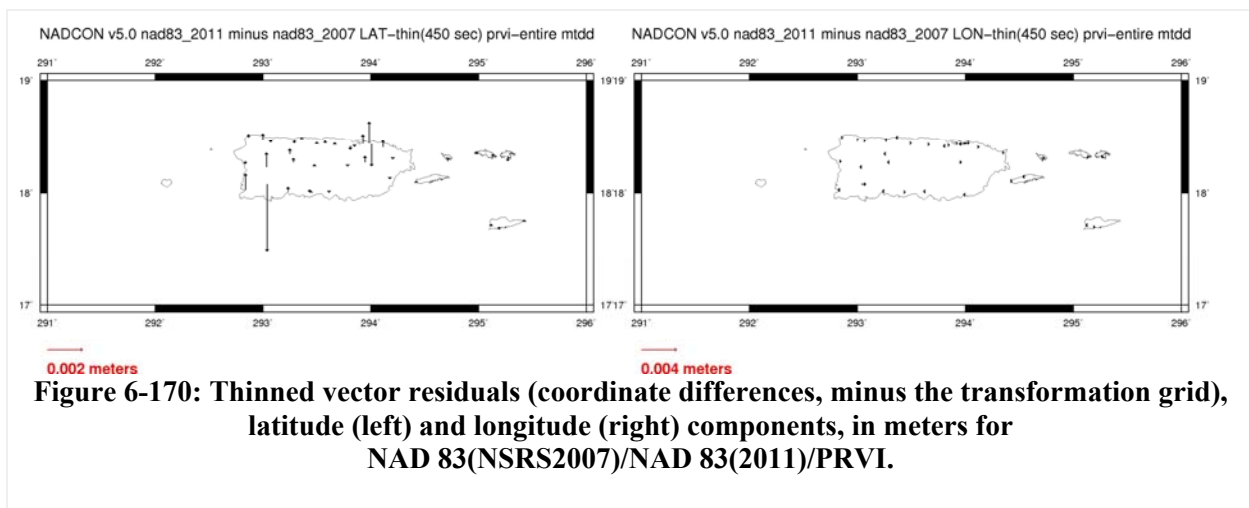 NADCON v5.0 nad83_2011 minus nad83_2007 LAT-thin(450 sec) prvi-entire mtdd
NADCON v5.0 nad83_2011 minus nad83_2007 LON-thin(450 sec) prvi-entire mtdd
291˚ 292˚ 293˚ 294˚ 295˚ 296˚
291˚ 292˚ 293˚ 294˚ 295˚ 296˚
19˚ 19˚19˚ 19˚
18˚ 18˚18˚ 18˚
17˚ 17˚17˚ 17˚
291˚ 292˚ 293˚ 294˚ 295˚ 296˚
291˚ 292˚ 293˚ 294˚ 295˚ 296˚
0.002 meters
0.004 meters
Figure 6-170: Thinned vector residuals (coordinate differences, minus the transformation grid),
latitude (left) and longitude (right) components, in meters for
NAD 83(NSRS2007)/NAD 83(2011)/PRVI.